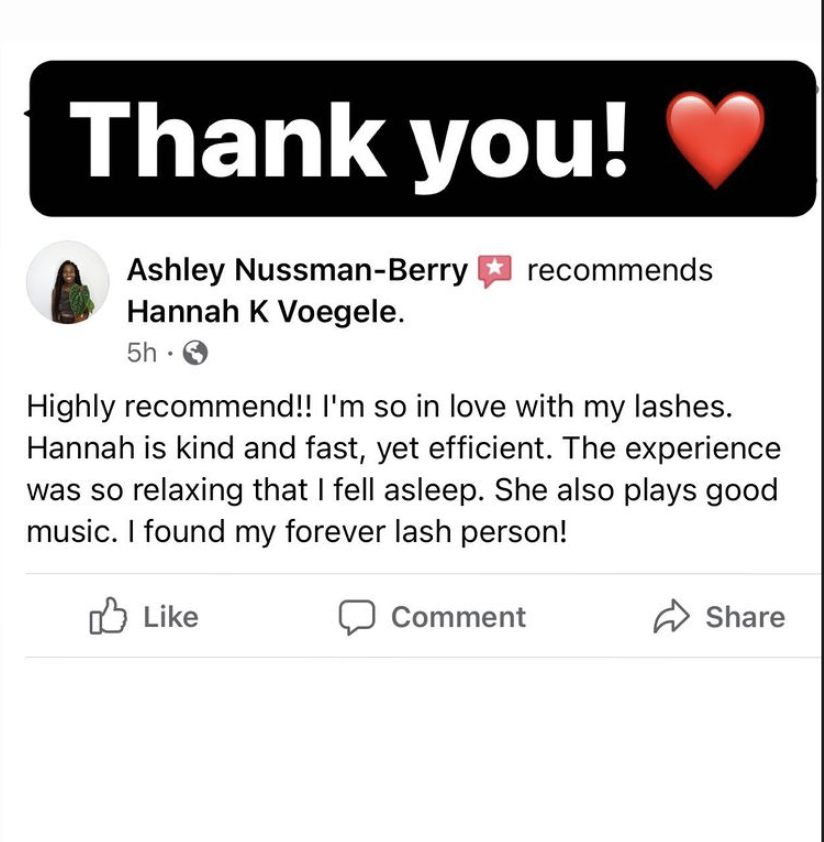 Thank you! ❤️
Ashley Nussman-Berry recommends
Hannah K Voegele.
5h ·
Highly recommend!! I'm so in love with my lashes.
Hannah is kind and fast, yet efficient. The experience
was so relaxing that I fell asleep. She also plays good
music. I found my forever lash person!
Like Comment Share